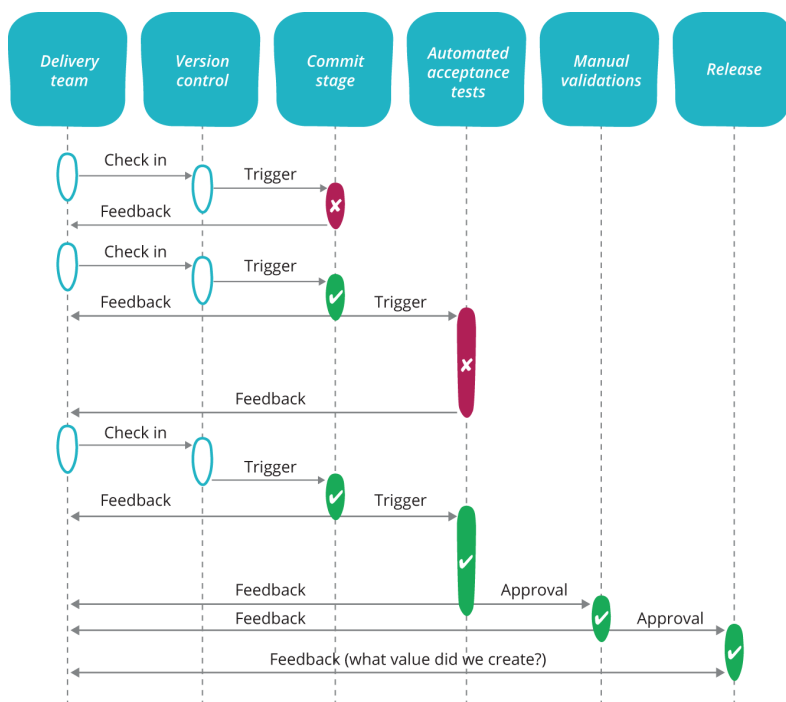 Delivery
team
Version
control
Commit
stage
Automated
acceptance
tests
Manual
validations
Release
Check in
Trigger
Feedback
Check in
Trigger
Feedback
Trigger
Feedback
Check in
Trigger
Feedback
Trigger
Feedback
Approval
Feedback
Approval
Feedback (what value did we create?)